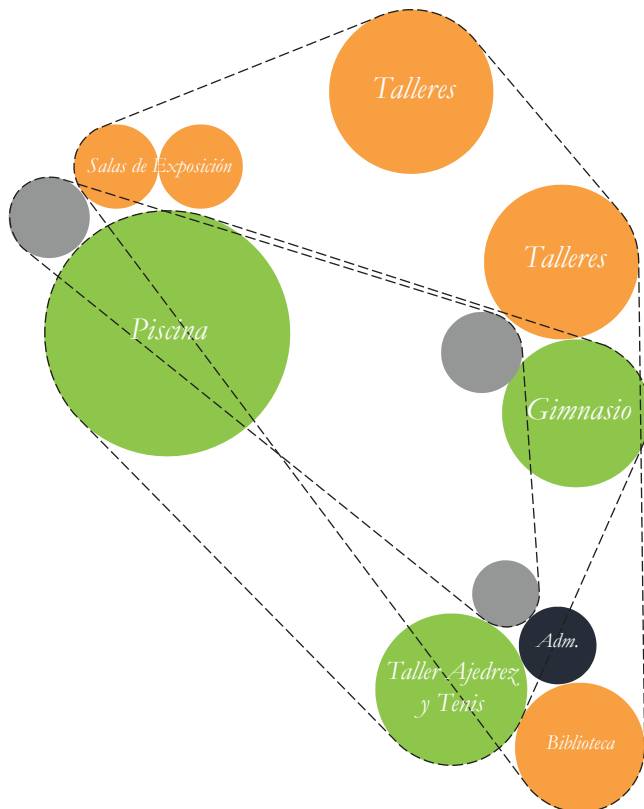 Talleres
Salas de Exposición
Talleres
Piscina
Gimnasio
Adm.
Taller Ajedrez
y Tenis
Biblioteca